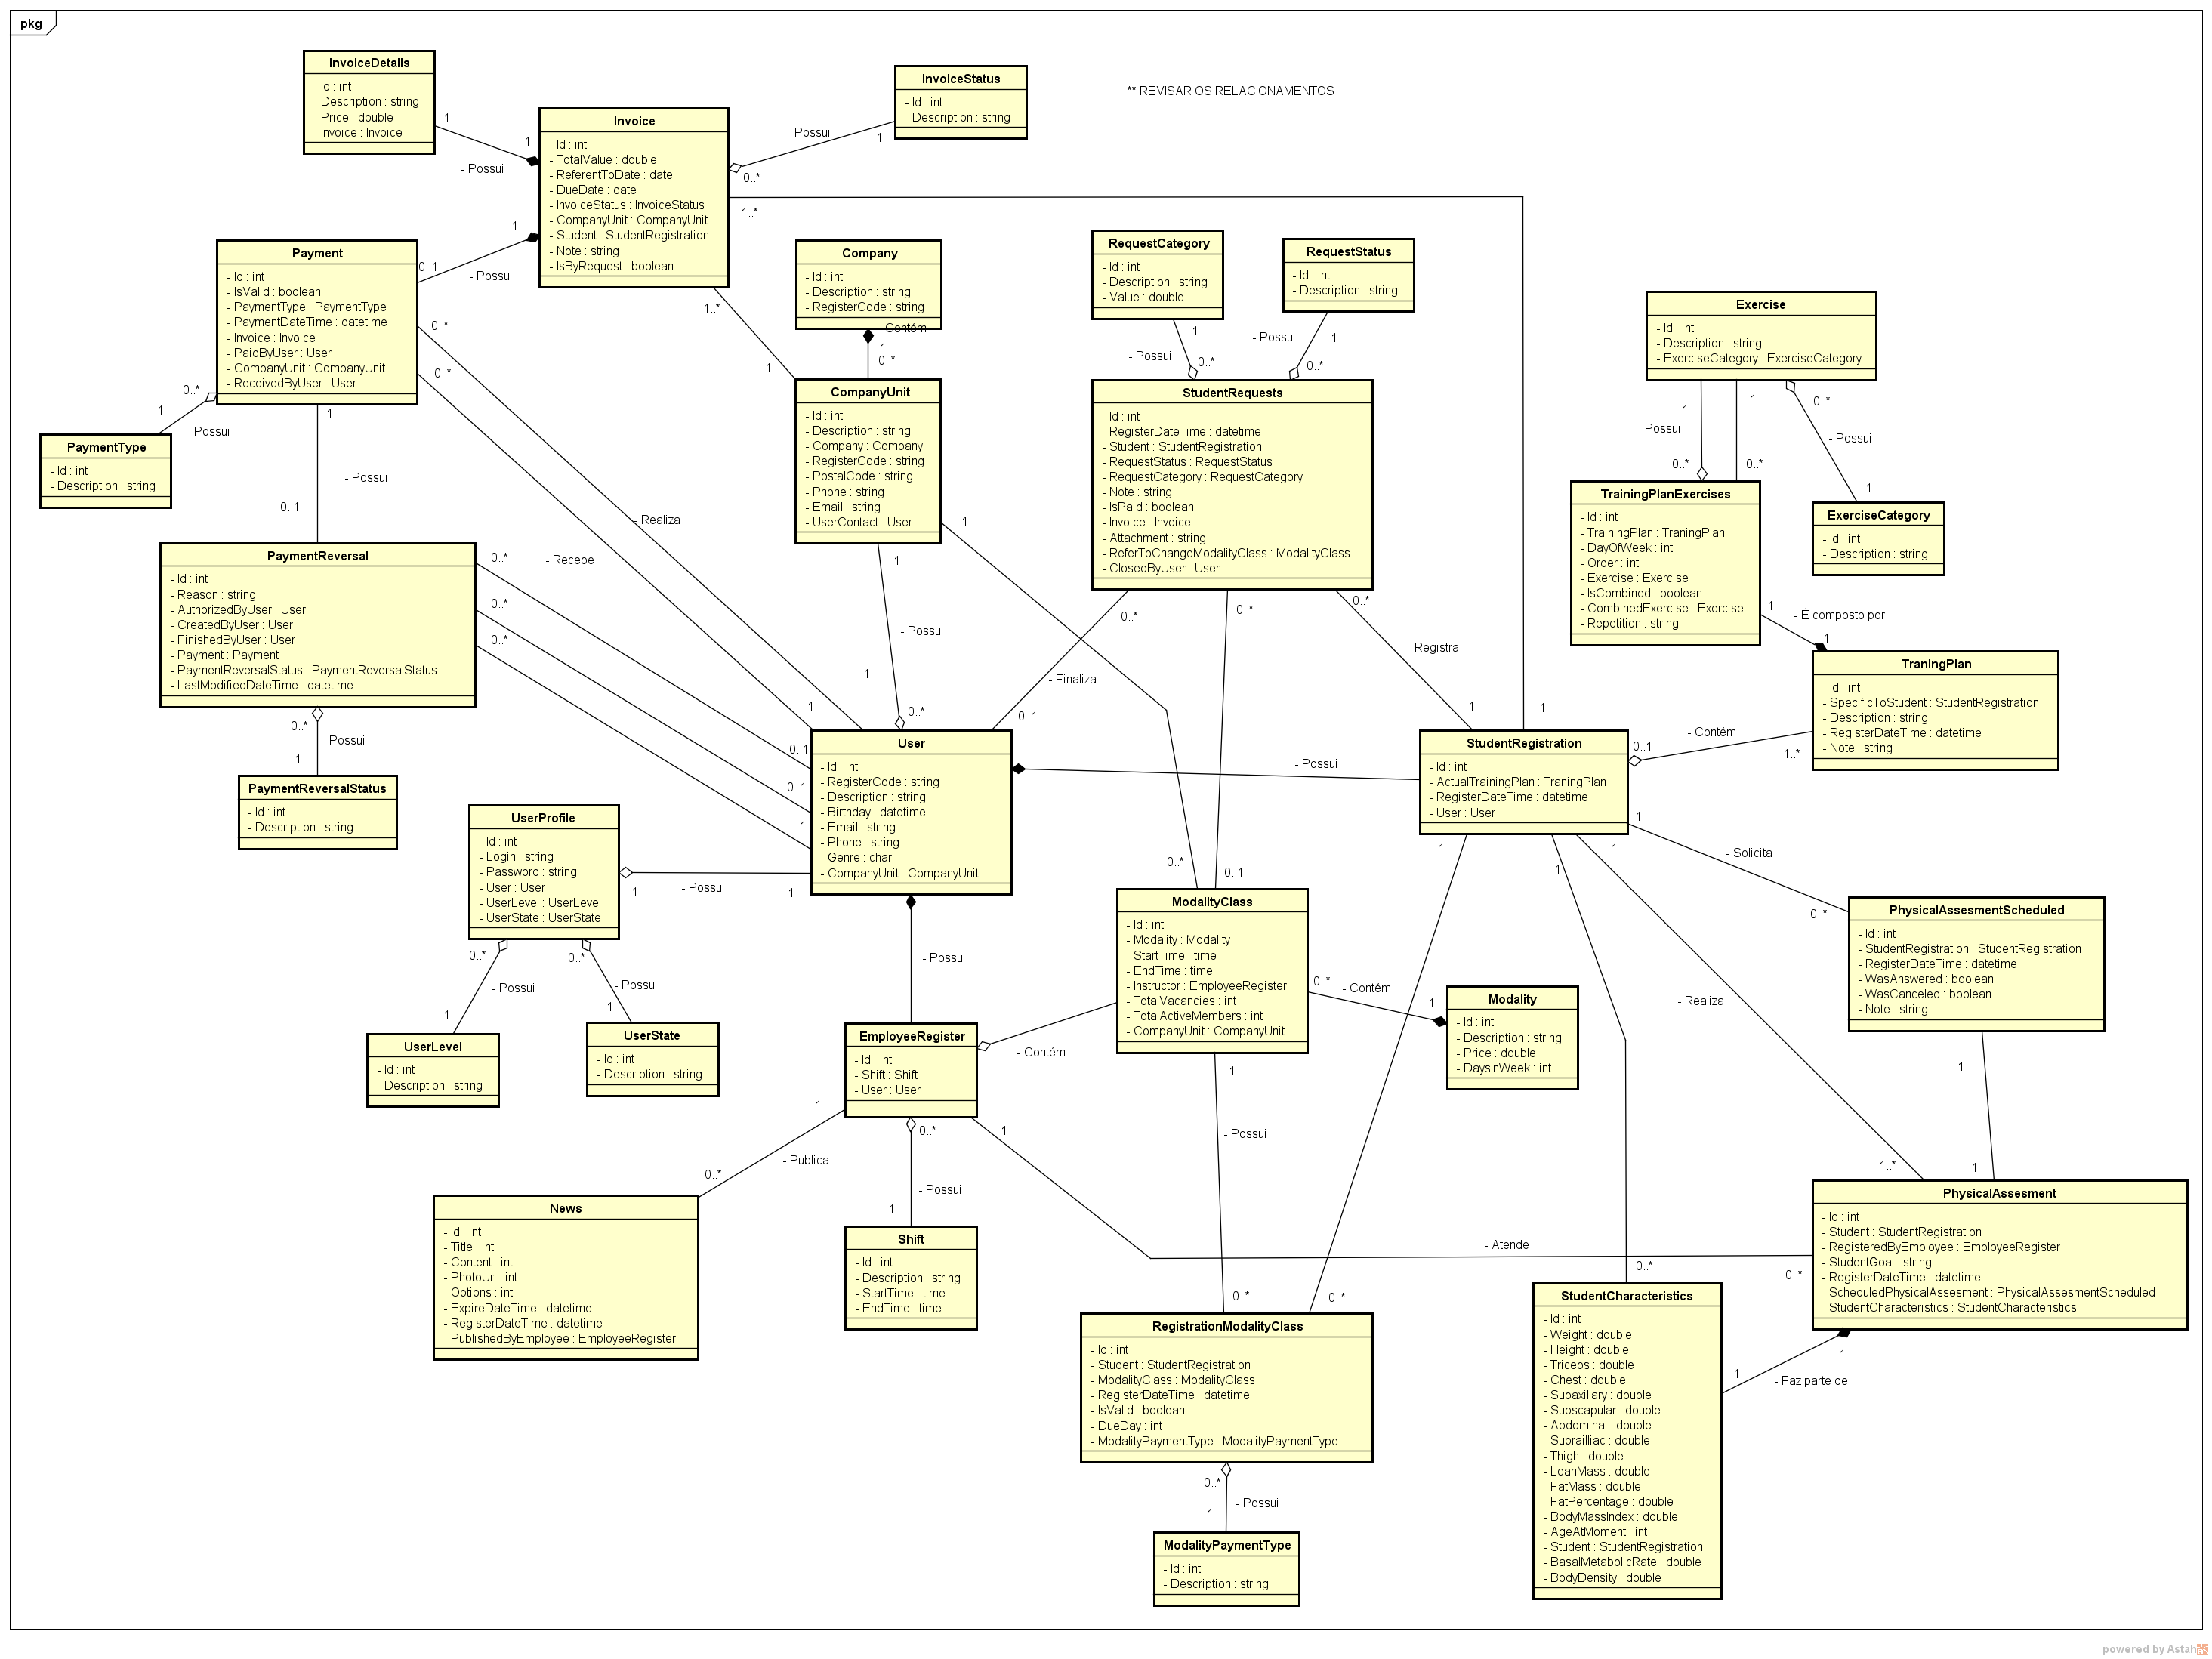 pkg
InvoiceDetails
- Id : int
- Description : string
- Price : double
- Invoice : Invoice
1
1
- Possui
Invoice
- Id : int
- TotalValue : double
- ReferentToDate : date
- DueDate : date
- InvoiceStatus : InvoiceStatus
- CompanyUnit : CompanyUnit
- Student : StudentRegistration
- Note : string
- IsByRequest : boolean
InvoiceStatus
- Id : int
- Description : string
- Possui
1
0..*
** REVISAR OS RELACIONAMENTOS
1..*
1
0..1
- Possui
1..*
1
Payment
- Id : int
- IsValid : boolean
- PaymentType : PaymentType
- PaymentDateTime : datetime
- Invoice : Invoice
- PaidByUser : User
- CompanyUnit : CompanyUnit
- ReceivedByUser : User
0..*
0..*
0..*
1
- Possui
1
PaymentType
- Id : int
- Description : string
- Possui
0..1
Company
- Id : int
- Description : string
- RegisterCode : string
- Contém
1
0..*
CompanyUnit
- Id : int
- Description : string
- Company : Company
- RegisterCode : string
- PostalCode : string
- Phone : string
- Email : string
- UserContact : User
1
1
- Possui
1
0..*
RequestCategory
- Id : int
- Description : string
- Value : double
1
- Possui
0..*
RequestStatus
- Id : int
- Description : string
- Possui
1
0..*
StudentRequests
- Id : int
- RegisterDateTime : datetime
- Student : StudentRegistration
- RequestStatus : RequestStatus
- RequestCategory : RequestCategory
- Note : string
- IsPaid : boolean
- Invoice : Invoice
- Attachment : string
- ReferToChangeModalityClass : ModalityClass
- ClosedByUser : User
0..*
0..*
0..*
- Registra
- Finaliza
0..1
1
1
Exercise
- Id : int
- Description : string
- ExerciseCategory : ExerciseCategory
1
1
0..*
- Possui
- Possui
0..*
0..*
1
TrainingPlanExercises
- Id : int
- TrainingPlan : TraningPlan
- DayOfWeek : int
- Order : int
- Exercise : Exercise
- IsCombined : boolean
- CombinedExercise : Exercise
- Repetition : string
ExerciseCategory
- Id : int
- Description : string
1
- É composto por
1
TraningPlan
- Id : int
- SpecificToStudent : StudentRegistration
- Description : string
- RegisterDateTime : datetime
- Note : string
- Contém
0..1
1..*
- Realiza
- Recebe
PaymentReversal
- Id : int
- Reason : string
- AuthorizedByUser : User
- CreatedByUser : User
- FinishedByUser : User
- Payment : Payment
- PaymentReversalStatus : PaymentReversalStatus
- LastModifiedDateTime : datetime
0..*
0..*
0..*
0..*
- Possui
1
PaymentReversalStatus
- Id : int
- Description : string
1
0..1
0..1
1
User
- Id : int
- RegisterCode : string
- Description : string
- Birthday : datetime
- Email : string
- Phone : string
- Genre : char
- CompanyUnit : CompanyUnit
- Possui
StudentRegistration
- Id : int
- ActualTrainingPlan : TraningPlan
- RegisterDateTime : datetime
- User : User
1
- Solicita
0..*
1
1
1
UserProfile
- Id : int
- Login : string
- Password : string
- User : User
- UserLevel : UserLevel
- UserState : UserState
1
- Possui
1
0..*
0..*
- Possui
- Possui
1
1
UserLevel
- Id : int
- Description : string
UserState
- Id : int
- Description : string
- Possui
0..*
0..1
ModalityClass
- Id : int
- Modality : Modality
- StartTime : time
- EndTime : time
- Instructor : EmployeeRegister
- TotalVacancies : int
- TotalActiveMembers : int
- CompanyUnit : CompanyUnit
0..*
- Contém
1
Modality
- Id : int
- Description : string
- Price : double
- DaysInWeek : int
PhysicalAssesmentScheduled
- Id : int
- StudentRegistration : StudentRegistration
- RegisterDateTime : datetime
- WasAnswered : boolean
- WasCanceled : boolean
- Note : string
- Realiza
1
1
1..*
EmployeeRegister
- Id : int
- Shift : Shift
- User : User
- Contém
1
0..*
1
- Publica
0..*
- Possui
1
1
- Possui
News
- Id : int
- Title : int
- Content : int
- PhotoUrl : int
- Options : int
- ExpireDateTime : datetime
- RegisterDateTime : datetime
- PublishedByEmployee : EmployeeRegister
Shift
- Id : int
- Description : string
- StartTime : time
- EndTime : time
- Atende
0..*
PhysicalAssesment
- Id : int
- Student : StudentRegistration
- RegisteredByEmployee : EmployeeRegister
- StudentGoal : string
- RegisterDateTime : datetime
- ScheduledPhysicalAssesment : PhysicalAssesmentScheduled
- StudentCharacteristics : StudentCharacteristics
1
1
- Faz parte de
0..*
0..*
RegistrationModalityClass
- Id : int
- Student : StudentRegistration
- ModalityClass : ModalityClass
- RegisterDateTime : datetime
- IsValid : boolean
- DueDay : int
- ModalityPaymentType : ModalityPaymentType
0..*
- Possui
1
ModalityPaymentType
- Id : int
- Description : string
0..*
StudentCharacteristics
- Id : int
- Weight : double
- Height : double
- Triceps : double
- Chest : double
- Subaxillary : double
- Subscapular : double
- Abdominal : double
- Suprailliac : double
- Thigh : double
- LeanMass : double
- FatMass : double
- FatPercentage : double
- BodyMassIndex : double
- AgeAtMoment : int
- Student : StudentRegistration
- BasalMetabolicRate : double
- BodyDensity : double
powered by Astah